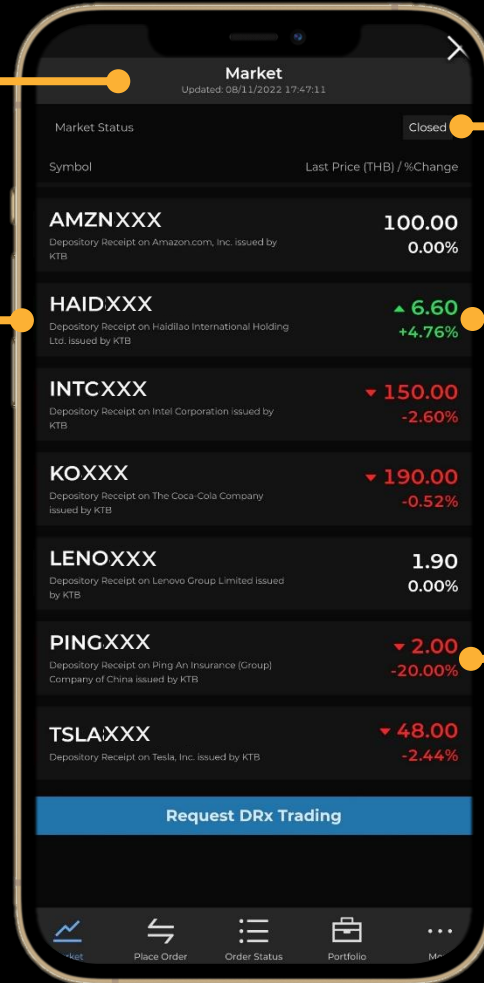 Market
Updated: 08/11/2022 17:47:11
Market Status
Closed
Symbol
Last Price (THB) / %Change
AMZNXXX
100.00
Depository Receipt on Amazon.com, Inc. issued by
KTB
0.00%
HAIDXXX
6.60
Depository Receipt on Haidilao International Holding
Ltd. issued by KTB
+4.76%
INTCXXX
150.00
Depository Receipt on Intel Corporation issued by
KTB
-2.60%
KOXXX
190.00
Depository Receipt on The Coca-Cola Company
issued by KTB
-0.52%
LENOXXX
1.90
Depository Receipt on Lenovo Group Limited issued
by KTB
0.00%
PINGXXX
2.00
Depository Receipt on Ping An Insurance (Group)
Company of China issued by KTB
-20.00%
TSLAXXX
48.00
Depository Receipt on Tesla, Inc. issued by KTB
-2.44%
Request DRx Trading
Place Order
Order Status
Portfolio